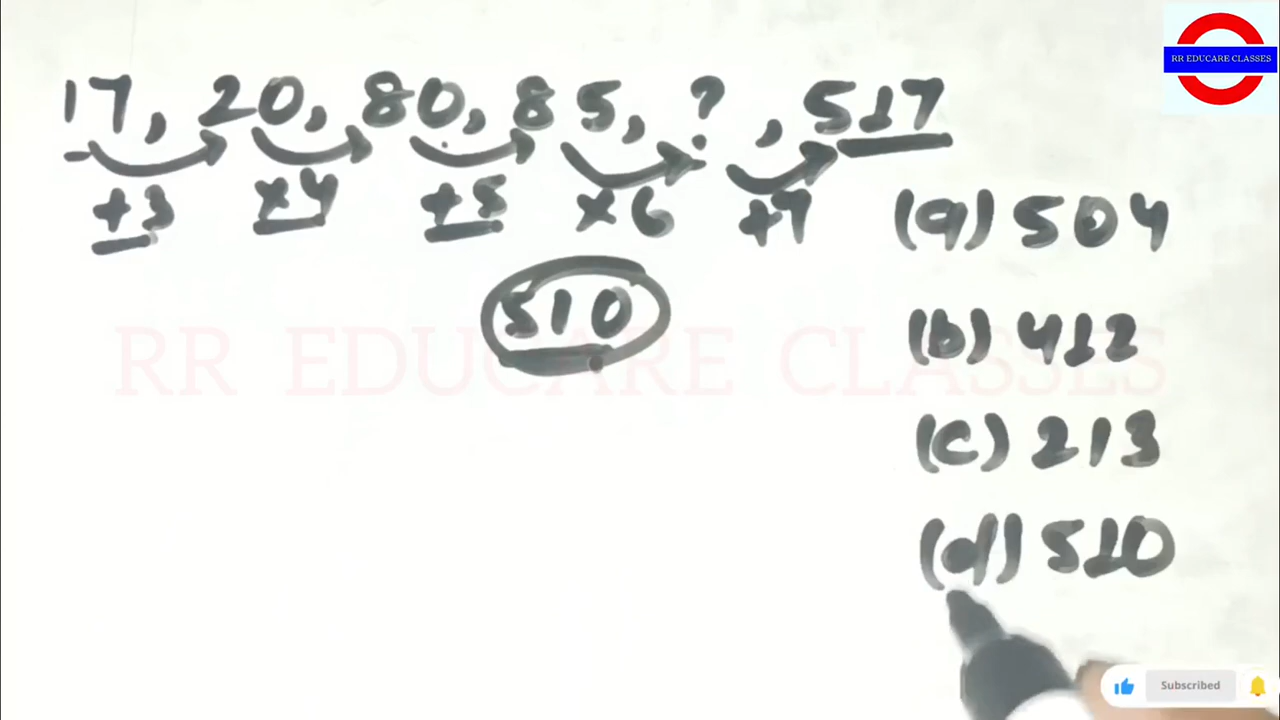 RR EDUCARE CLASSES
17, 20, 80, 85, ?, 517
+3 ×4 +5 ×6 +7
(a) 504
510
(b) 412
RR EDUCARE CLASSES
(c) 213
(d) 510
Subscribed